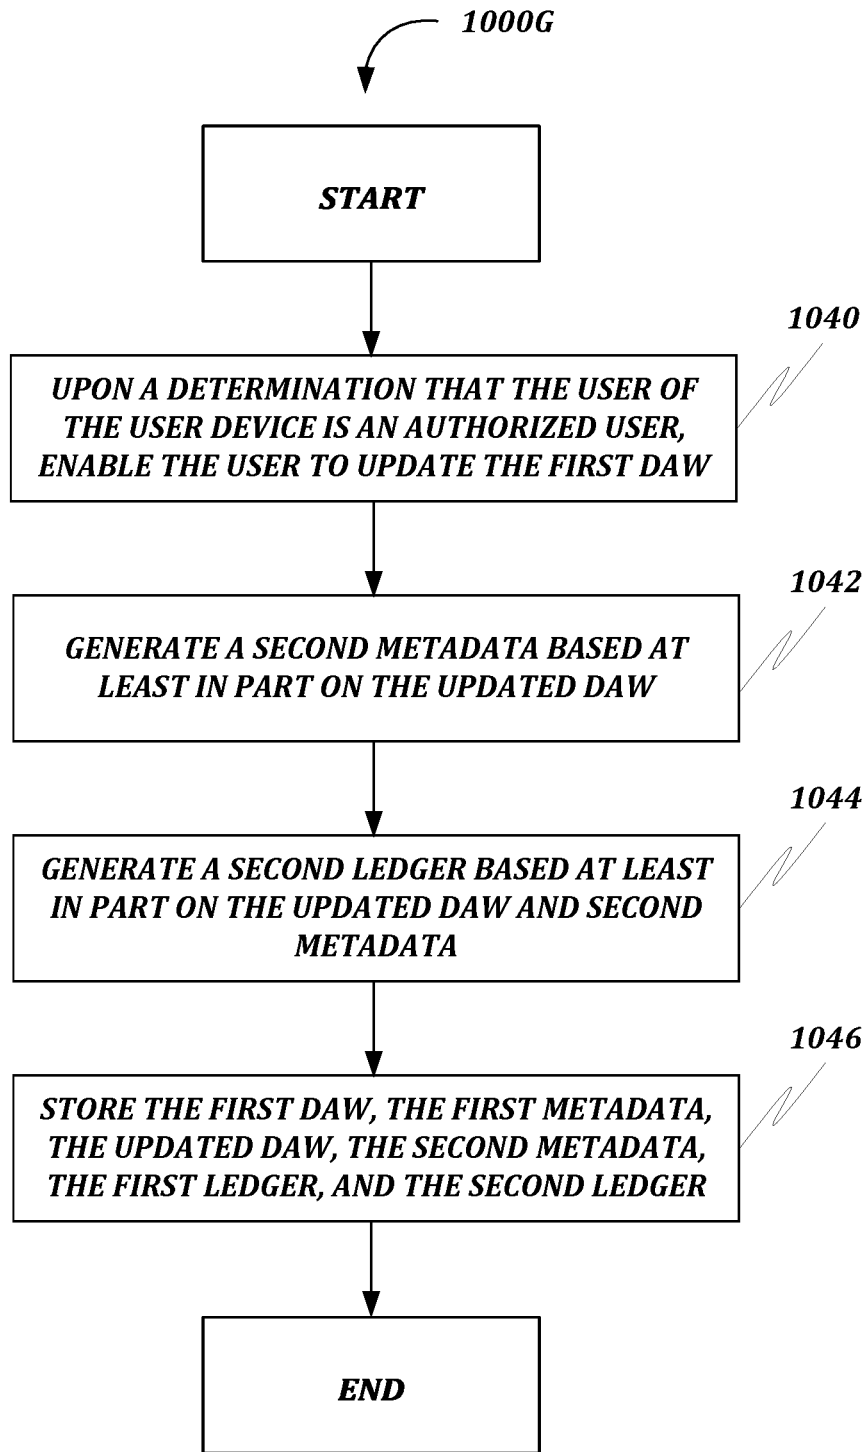 1000G
START
1040
UPON A DETERMINATION THAT THE USER OF
THE USER DEVICE IS AN AUTHORIZED USER,
ENABLE THE USER TO UPDATE THE FIRST DAW
1042
GENERATE A SECOND METADATA BASED AT
LEAST IN PART ON THE UPDATED DAW
1044
GENERATE A SECOND LEDGER BASED AT LEAST
IN PART ON THE UPDATED DAW AND SECOND
METADATA
1046
STORE THE FIRST DAW, THE FIRST METADATA,
THE UPDATED DAW, THE SECOND METADATA,
THE FIRST LEDGER, AND THE SECOND LEDGER
END